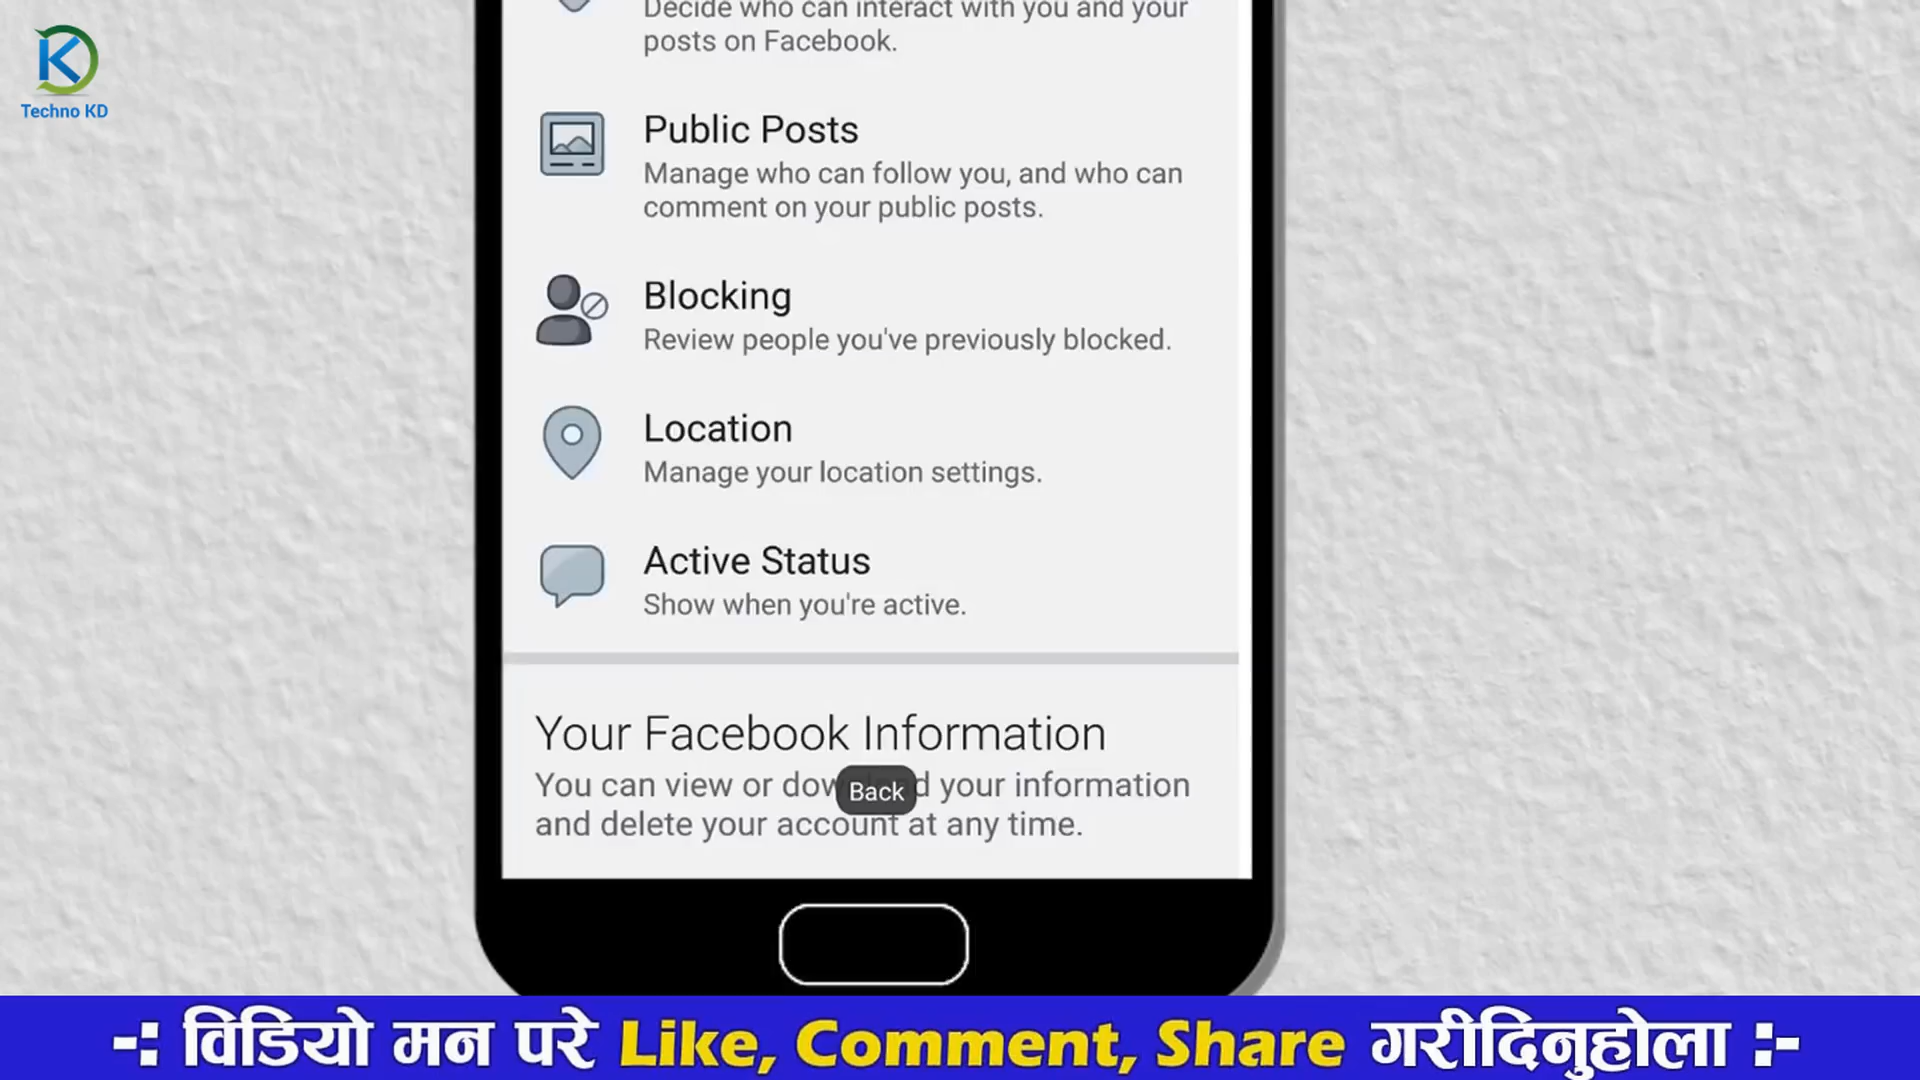 Techno KD
Decide who can interact with you and your
posts on Facebook.
Public Posts
Manage who can follow you, and who can
comment on your public posts.
Blocking
Review people you've previously blocked.
Location
Manage your location settings.
Active Status
Show when you're active.
Your Facebook Information
You can view or dow d your information
Back
and delete your account at any time.
-: विडियो मन परे Like, Comment, Share गरीदिनुहोला :-